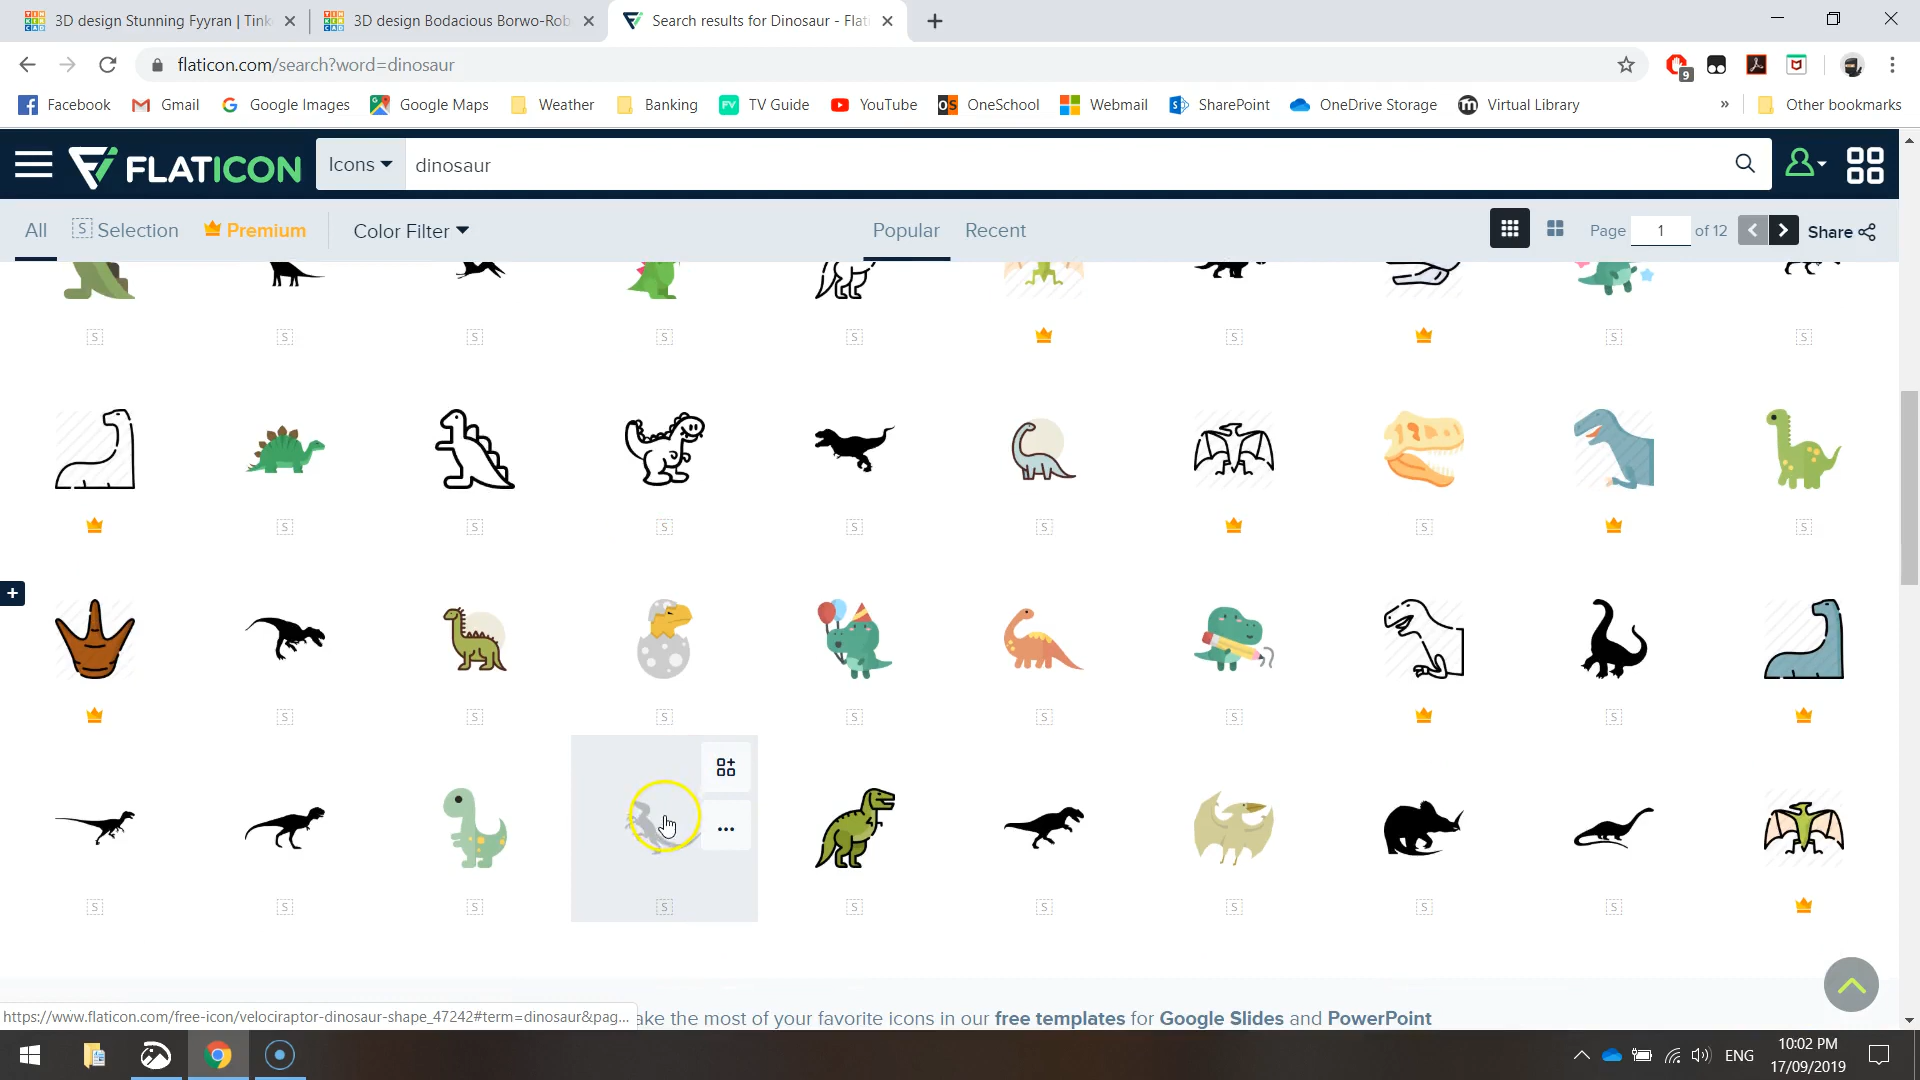 3D design Stunning Fyyran | Tink
3D design Bodacious Borwo-Rob
Search results for Dinosaur - Flati
flaticon.com/search?word=dinosaur
9
Facebook
Gmail
Google Images
Google Maps
Weather
Banking
TV Guide
YouTube
OneSchool
Webmail
SharePoint
OneDrive Storage
Virtual Library
»
Other bookmarks
FLATICON
Icons
dinosaur
All
Selection
Premium
Color Filter
Popular
Recent
Page 1 of 12
Share
https://www.flaticon.com/free-icon/velociraptor-dinosaur-shape_47242#term=dinosaur&pag...
ake the most of your favorite icons in our free templates for Google Slides and PowerPoint
ENG
10:02 PM
17/09/2019